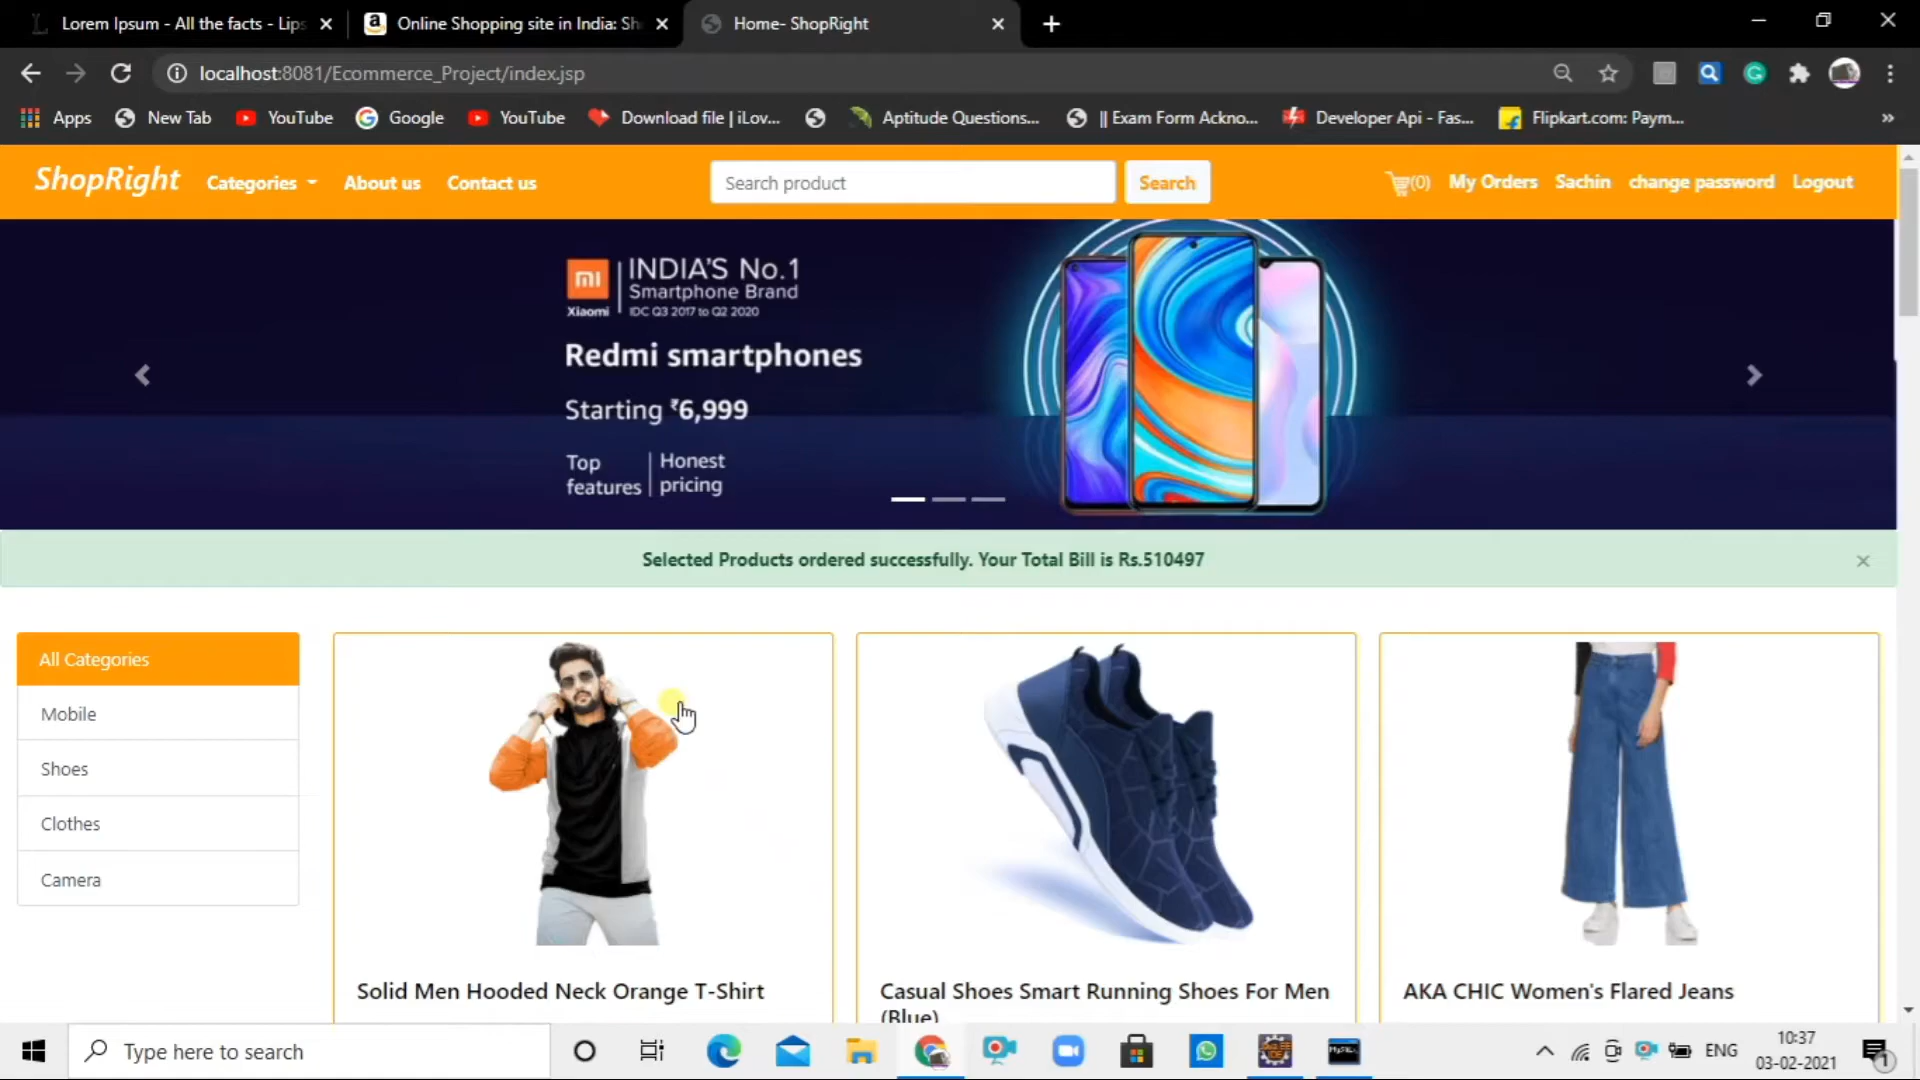 Lorem Ipsum - All the facts - Lips
Online Shopping site in India: Sh
Home- ShopRight
localhost:8081/Ecommerce_Project/index.jsp
Apps
New Tab
YouTube
Google
YouTube
Download file | iLov...
Aptitude Questions...
|| Exam Form Ackno...
Developer Api - Fas...
Flipkart.com: Paym...
»
ShopRight
Categories
About us
Contact us
Search product
Search
(0)
My Orders
Sachin
change password
Logout
mi
Xiaomi
INDIA'S No.1
Smartphone Brand
IDC Q3 2017 to Q2 2020
Redmi smartphones
Starting ₹6,999
Top
features
Honest
pricing
Selected Products ordered successfully. Your Total Bill is Rs.510497
×
All Categories
Mobile
Shoes
Clothes
Camera
Solid Men Hooded Neck Orange T-Shirt
Casual Shoes Smart Running Shoes For Men
(Blue)
AKA CHIC Women's Flared Jeans
Type here to search
ENG
10:37
03-02-2021
1